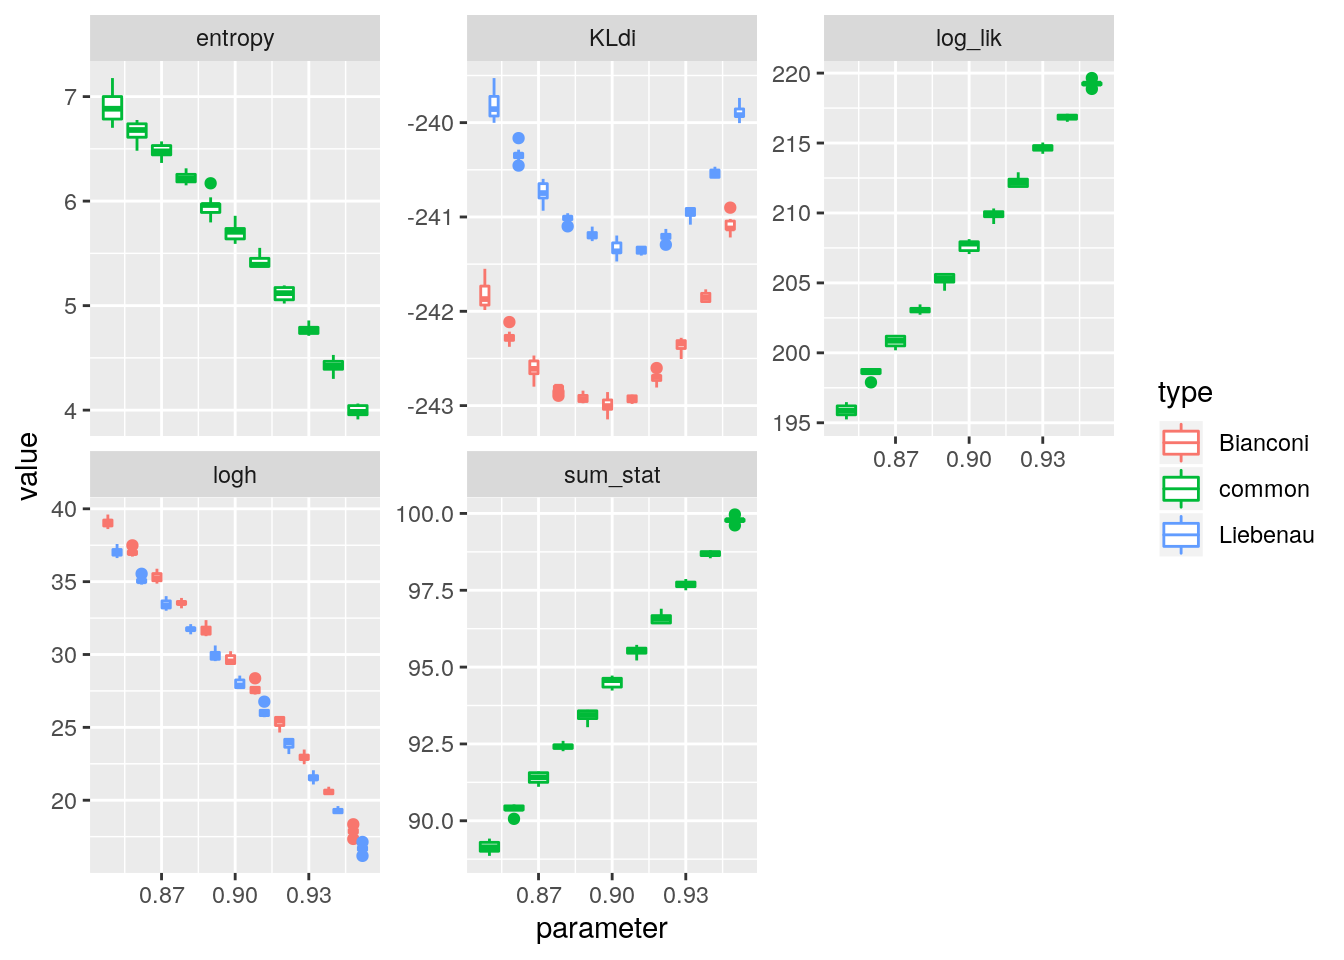 entropy
KLdi
log_lik
7
6
5
4
-240
-241
-242
-243
220
215
210
205
200
195
0.87 0.90 0.93
value
type
Bianconi
common
Liebenau
logh
sum_stat
40
35
30
25
20
100.0
97.5
95.0
92.5
90.0
0.87 0.90 0.93
0.87 0.90 0.93
parameter